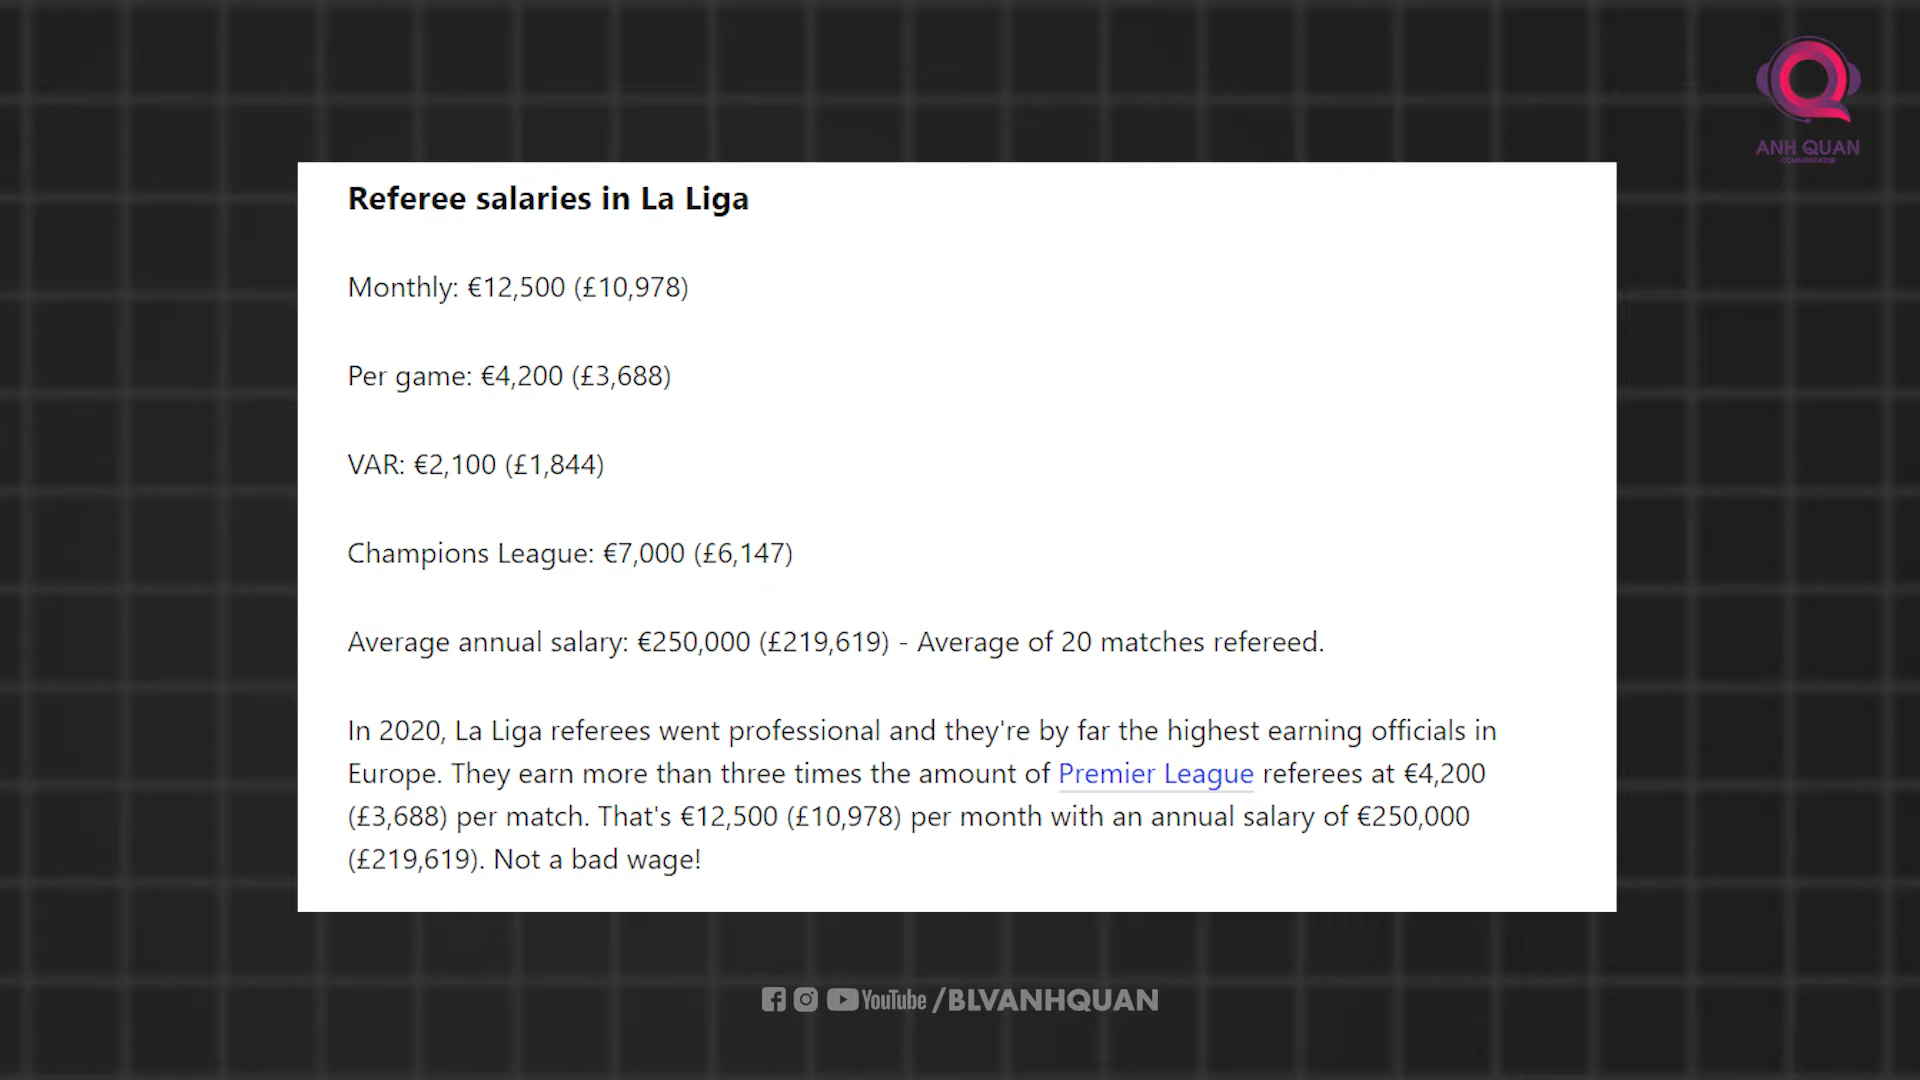 ANH QUAN
COMMENTATOR
Referee salaries in La Liga
Monthly: €12,500 (£10,978)
Per game: €4,200 (£3,688)
VAR: €2,100 (£1,844)
Champions League: €7,000 (£6,147)
Average annual salary: €250,000 (£219,619) - Average of 20 matches refereed.
In 2020, La Liga referees went professional and they're by far the highest earning officials in
Europe. They earn more than three times the amount of Premier League referees at €4,200
(£3,688) per match. That's €12,500 (£10,978) per month with an annual salary of €250,000
(£219,619). Not a bad wage!
YouTube /BLVANHQUAN